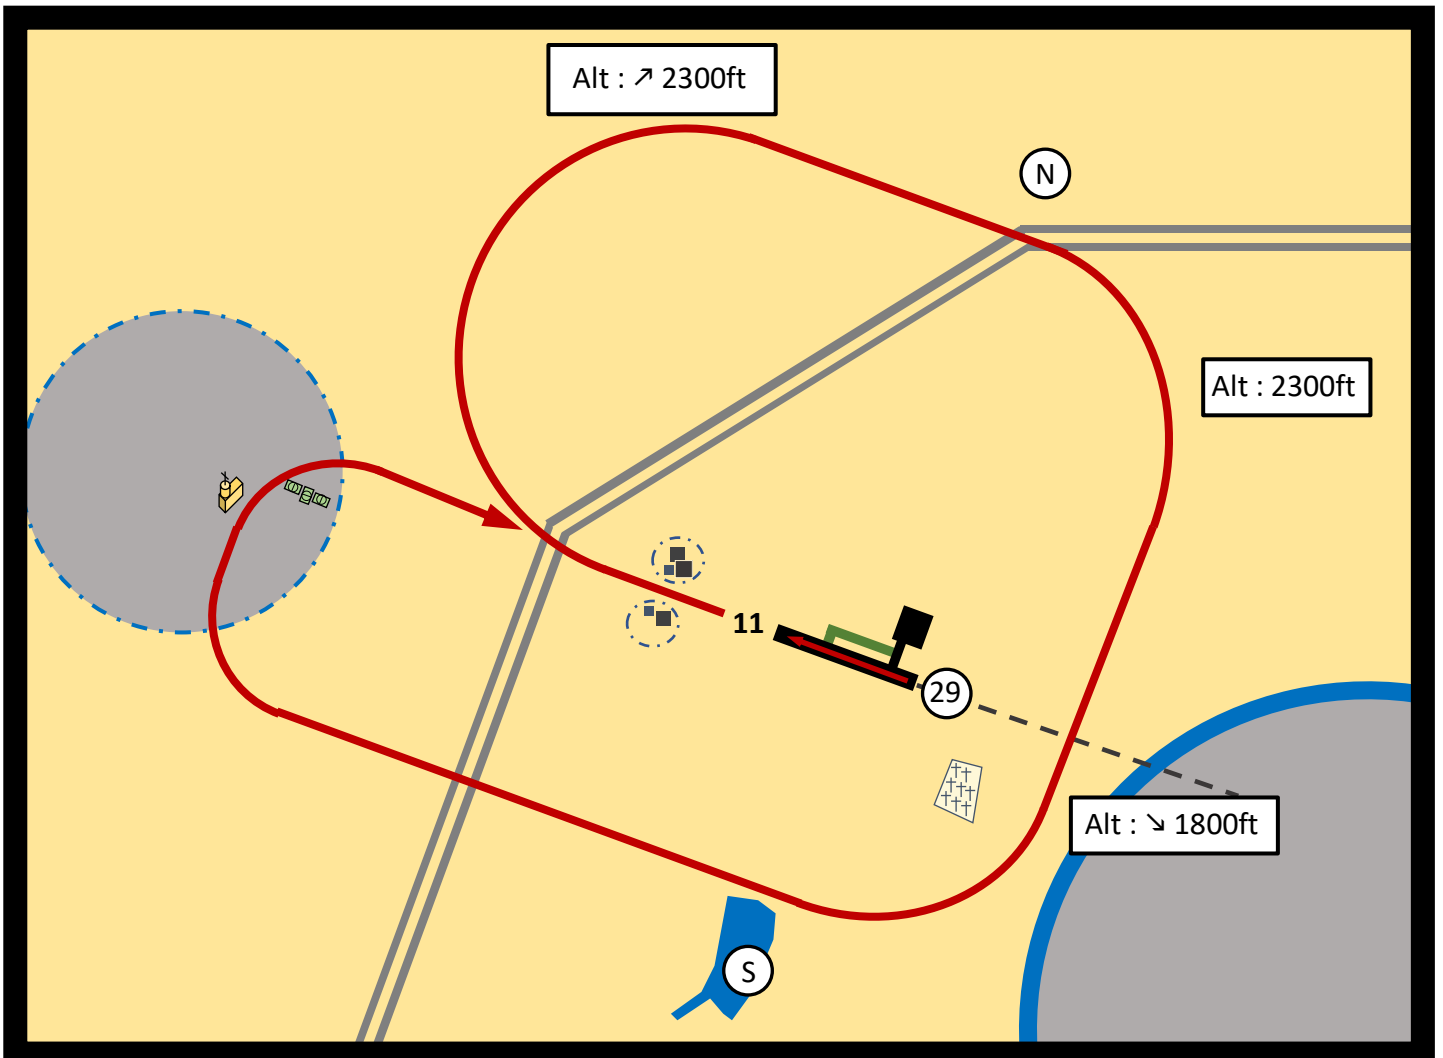 Alt : ↗ 2300ft
N
Alt : 2300ft
11
29
Alt : ↘ 1800ft
S